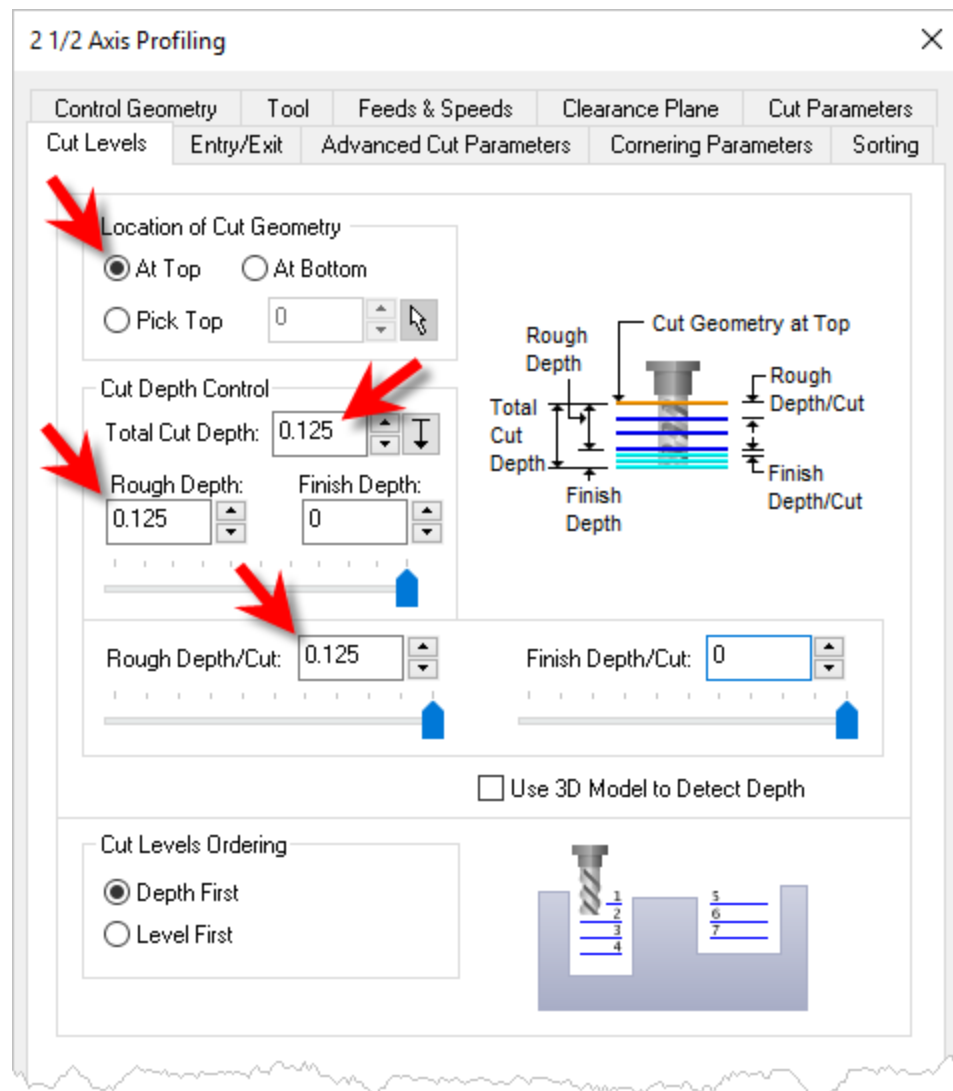 2 1/2 Axis Profiling
Control Geometry Tool Feeds & Speeds Clearance Plane Cut Parameters
Cut Levels Entry/Exit Advanced Cut Parameters Cornering Parameters Sorting
Location of Cut Geometry
At Top At Bottom
Pick Top 0
Cut Depth Control
Total Cut Depth: 0.125
Rough Depth: Finish Depth:
0.125 0
Rough Depth/Cut: 0.125 Finish Depth/Cut: 0
Cut Geometry at Top
Rough
Depth
Rough
Depth/Cut
Total
Cut
Depth
Finish
Depth
Finish
Depth/Cut
Use 3D Model to Detect Depth
Cut Levels Ordering
Depth First
Level First
1
2
3
4
5
6
7